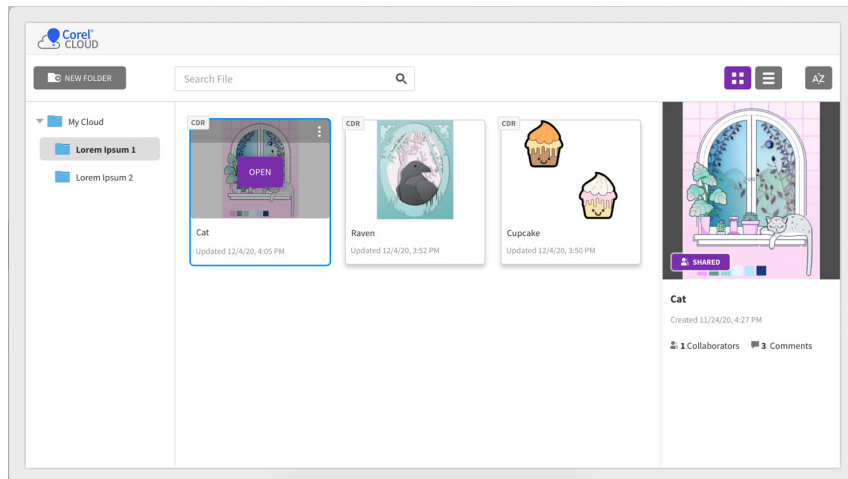 Corel®
CLOUD
NEW FOLDER
Search File
AZ
My Cloud
Lorem Ipsum 1
Lorem Ipsum 2
CDR
OPEN
Cat
Updated 12/4/20, 4:05 PM
CDR
Raven
Updated 12/4/20, 3:52 PM
CDR
Cupcake
Updated 12/4/20, 3:50 PM
SHARED
Cat
Created 11/24/20, 4:27 PM
1 Collaborators 3 Comments